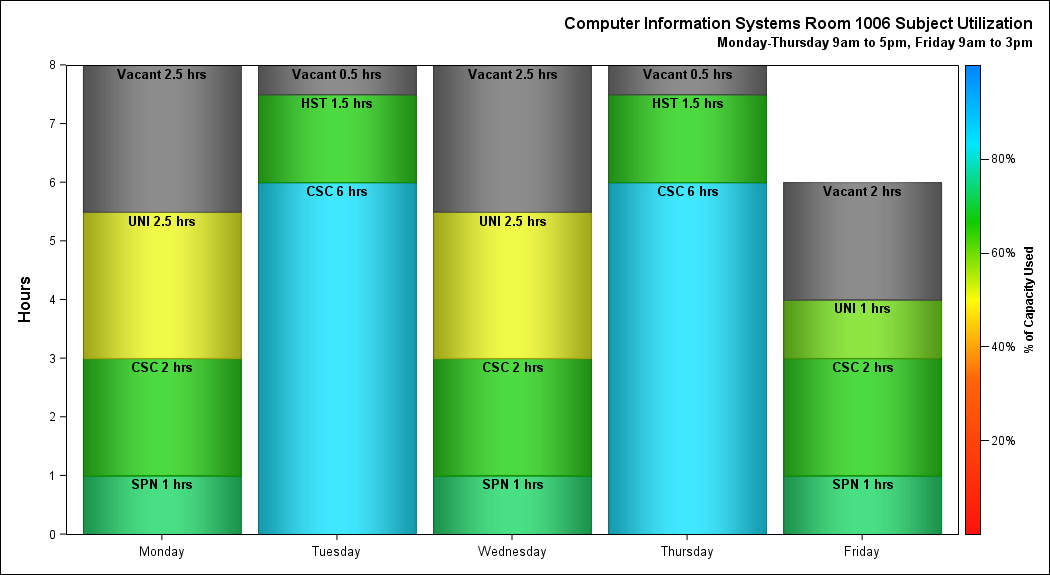 Computer Information Systems Room 1006 Subject Utilization
Monday-Thursday 9am to 5pm, Friday 9am to 3pm
Hours
8
7
6
5
4
3
2
1
0
Vacant 2.5 hrs
UNI 2.5 hrs
CSC 2 hrs
SPN 1 hrs
Vacant 0.5 hrs
HST 1.5 hrs
CSC 6 hrs
Vacant 2.5 hrs
UNI 2.5 hrs
CSC 2 hrs
SPN 1 hrs
Vacant 0.5 hrs
HST 1.5 hrs
CSC 6 hrs
Vacant 2 hrs
UNI 1 hrs
CSC 2 hrs
SPN 1 hrs
Monday
Tuesday
Wednesday
Thursday
Friday
80%
60%
40%
20%
% of Capacity Used